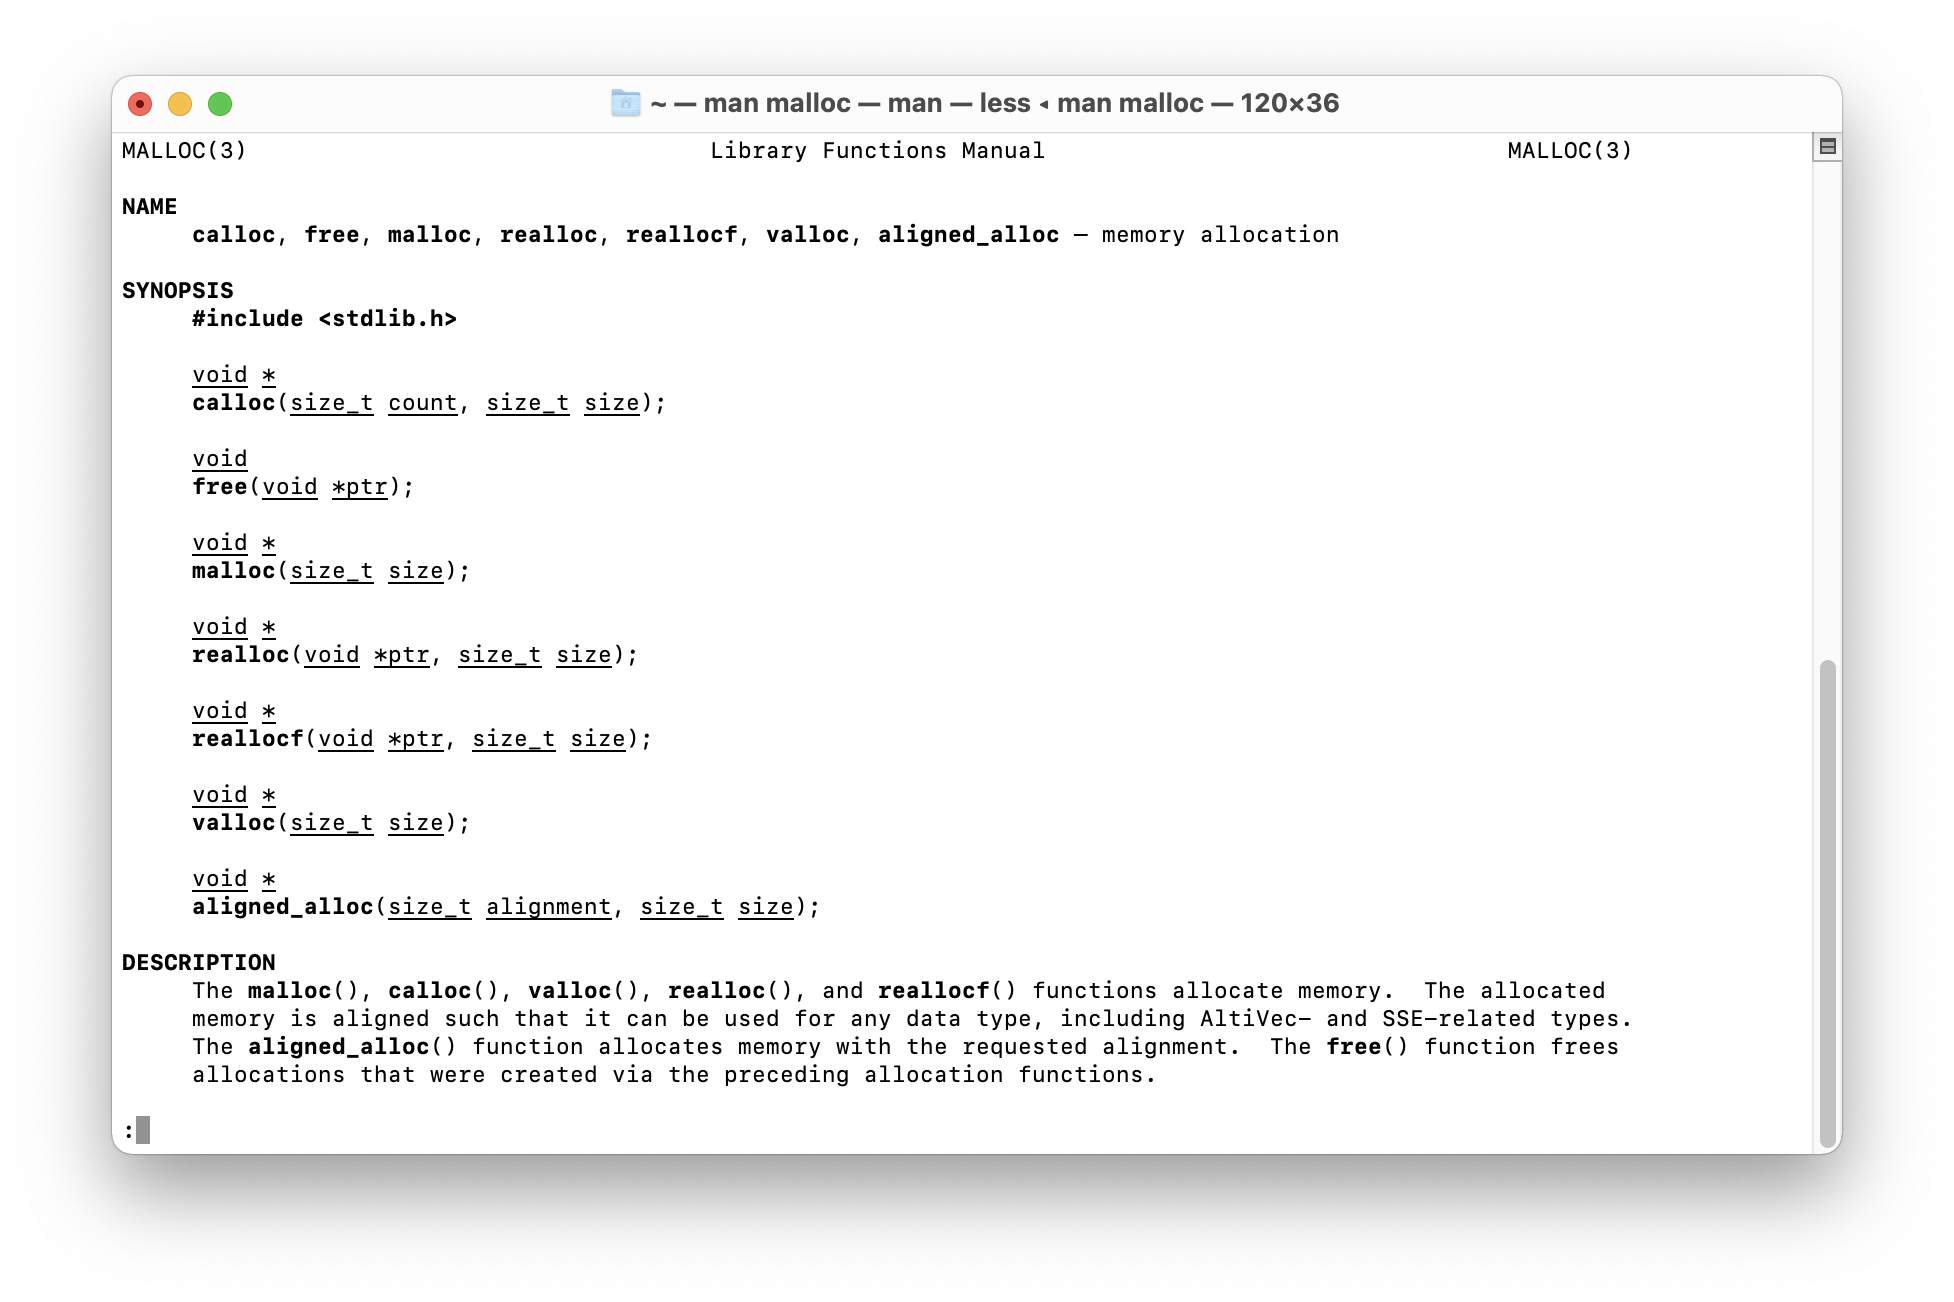 ~ — man malloc — man — less ◂ man malloc — 120×36
MALLOC(3) Library Functions Manual MALLOC(3)
NAME
calloc, free, malloc, realloc, reallocf, valloc, aligned_alloc – memory allocation
SYNOPSIS
#include <stdlib.h>
void *
calloc(size_t count, size_t size);
void
free(void *ptr);
void *
malloc(size_t size);
void *
realloc(void *ptr, size_t size);
void *
reallocf(void *ptr, size_t size);
void *
valloc(size_t size);
void *
aligned_alloc(size_t alignment, size_t size);
DESCRIPTION
The malloc(), calloc(), valloc(), realloc(), and reallocf() functions allocate memory.  The allocated
memory is aligned such that it can be used for any data type, including AltiVec- and SSE-related types.
The aligned_alloc() function allocates memory with the requested alignment.  The free() function frees
allocations that were created via the preceding allocation functions.
: